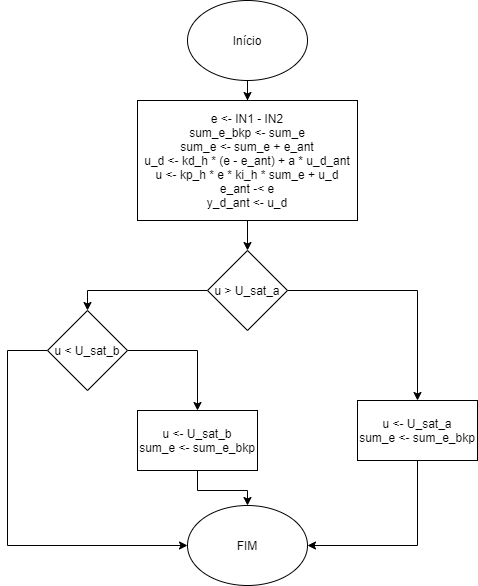 Início
e <- IN1 - IN2
sum_e_bkp <- sum_e
sum_e <- sum_e + e_ant
u_d <- kd_h * (e - e_ant) + a * u_d_ant
u <- kp_h * e * ki_h * sum_e + u_d
e_ant -< e
y_d_ant <- u_d
u > U_sat_a
u < U_sat_b
u <- U_sat_b
sum_e <- sum_e_bkp
u <- U_sat_a
sum_e <- sum_e_bkp
FIM